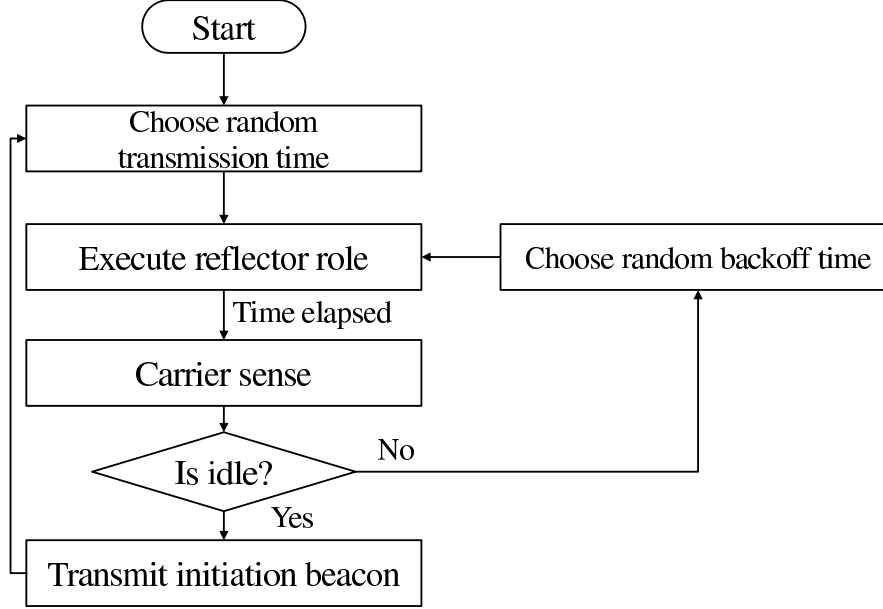 Start
Choose random
transmission time
Execute reflector role
Choose random backoff time
Time elapsed
Carrier sense
No
Is idle?
Yes
Transmit initiation beacon